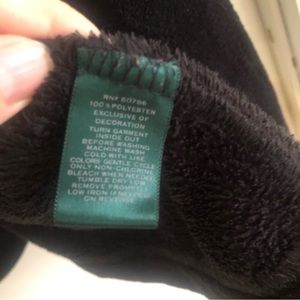 RN# 60796
100% POLYESTER
EXCLUSIVE OF
DECORATION
TURN GARMENT
INSIDE OUT
BEFORE WASHING
MACHINE WASH
COLD WITH LIKE
COLORS GENTLE CYCLE
ONLY NON-CHLORINE
BLEACH WHEN NEEDED
TUMBLE DRY LOW
REMOVE PROMPTLY
LOW IRON IF NEEDED
ON REVERSE